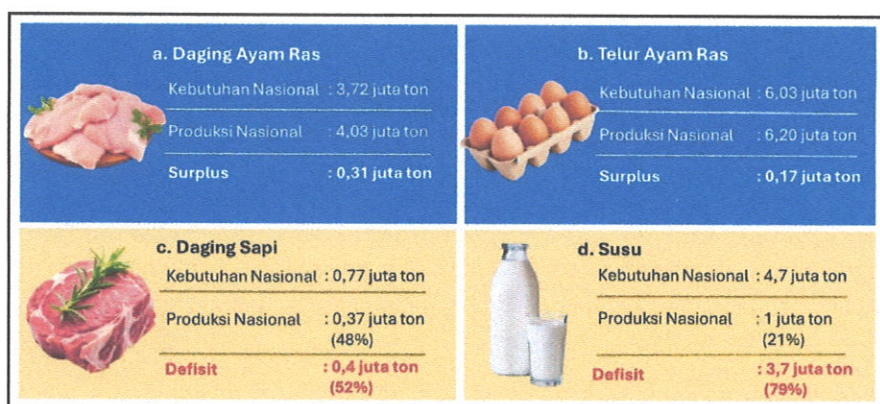 a. Daging Ayam Ras
Kebutuhan Nasional : 3,72 juta ton
Produksi Nasional : 4,03 juta ton
Surplus : 0,31 juta ton
b. Telur Ayam Ras
Kebutuhan Nasional : 6,03 juta ton
Produksi Nasional : 6,20 juta ton
Surplus : 0,17 juta ton
c. Daging Sapi
Kebutuhan Nasional : 0,77 juta ton
Produksi Nasional : 0,37 juta ton
(48%)
Defisit : 0,4 juta ton
(52%)
d. Susu
Kebutuhan Nasional : 4,7 juta ton
Produksi Nasional : 1 juta ton
(21%)
Defisit : 3,7 juta ton
(79%)